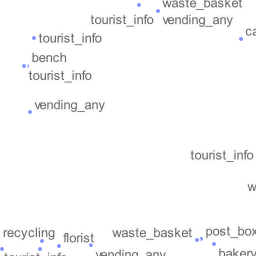 waste_basket
tourist_info vending_any
ca
tourist_info
bench
tourist_info
vending_any
tourist_info
w
recycling florist waste_basket post_box
tourist_info vending_any bakery